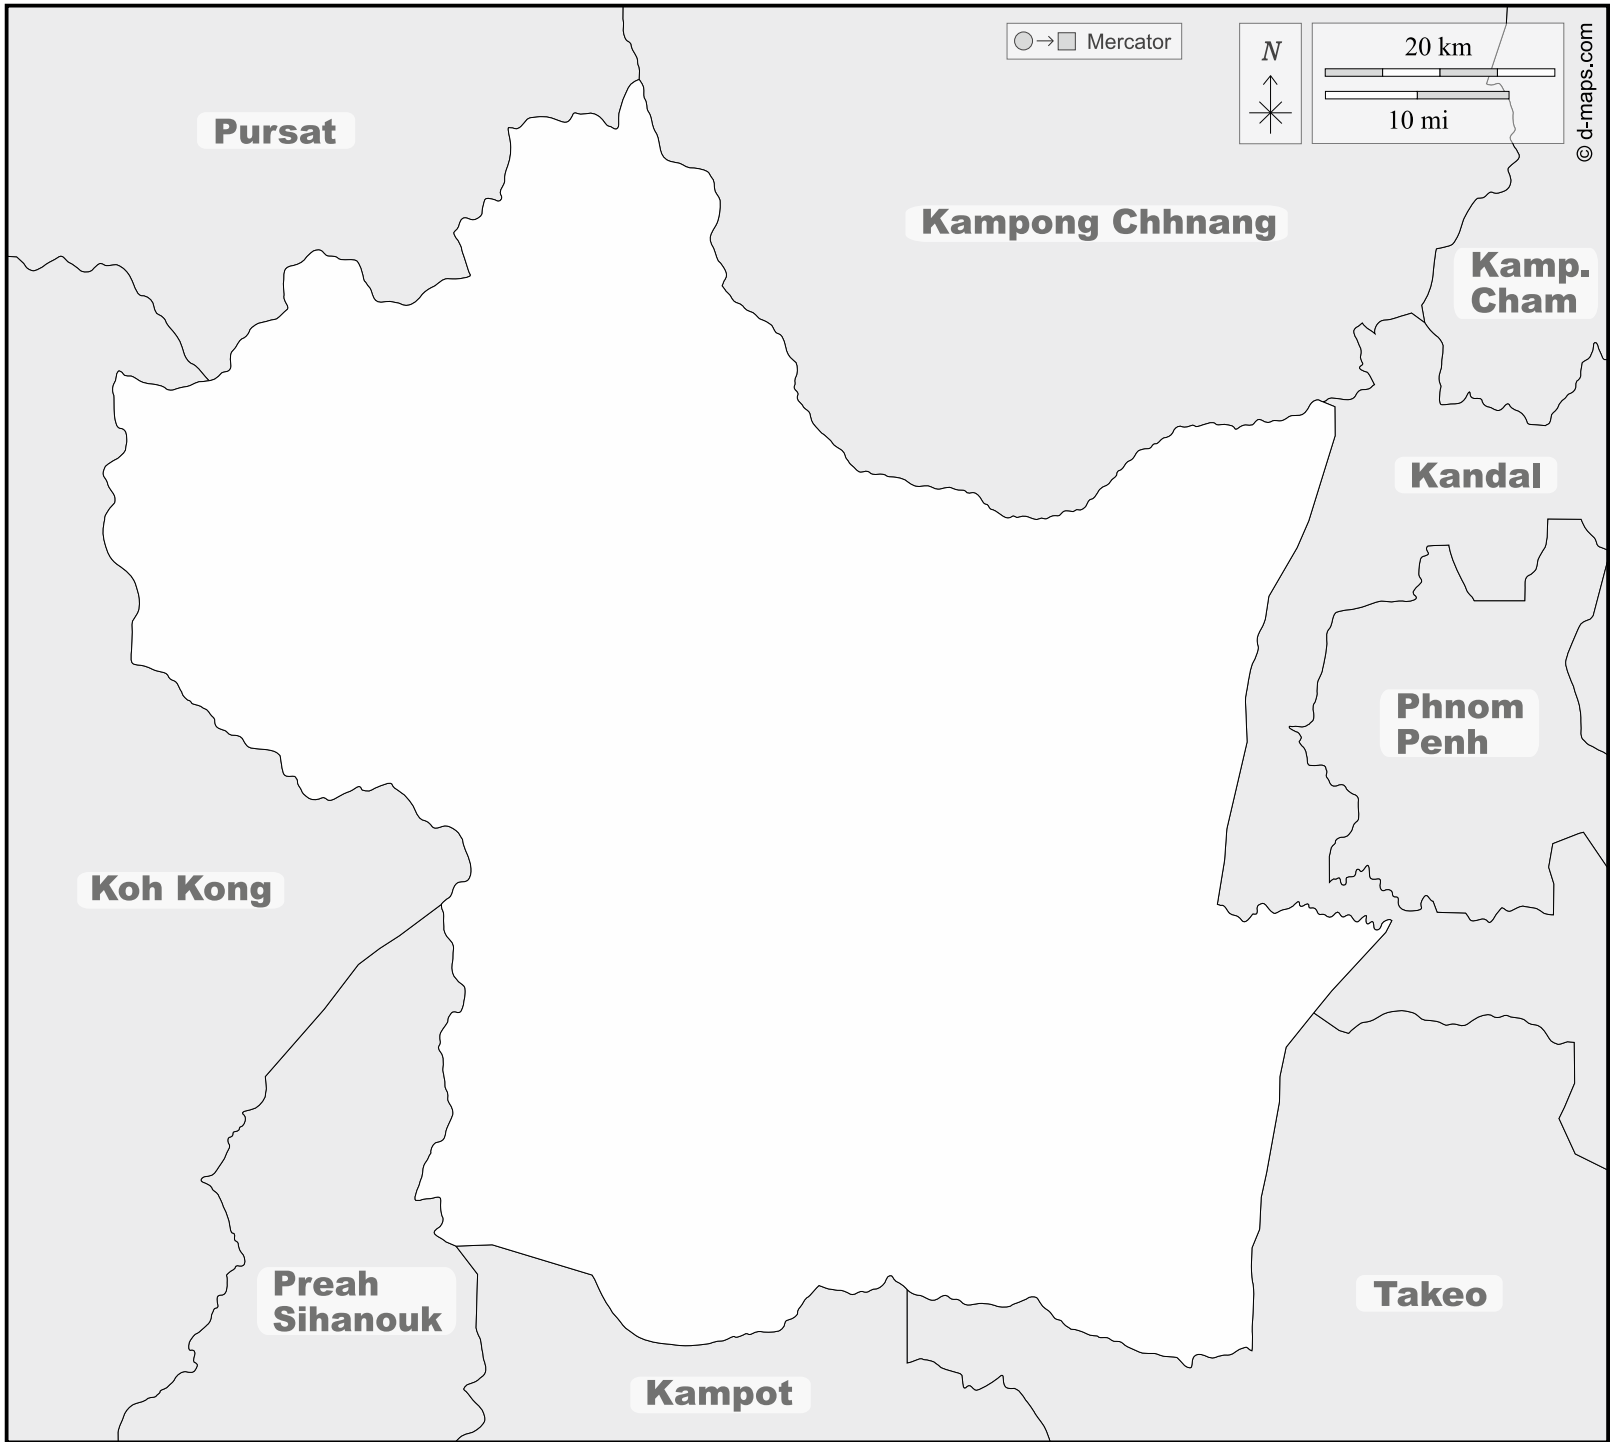 Mercator
N
20 km
10 mi
© d-maps.com
Pursat
Kampong Chhnang
Kamp.
Cham
Kandal
Phnom
Penh
Koh Kong
Preah
Sihanouk
Takeo
Kampot